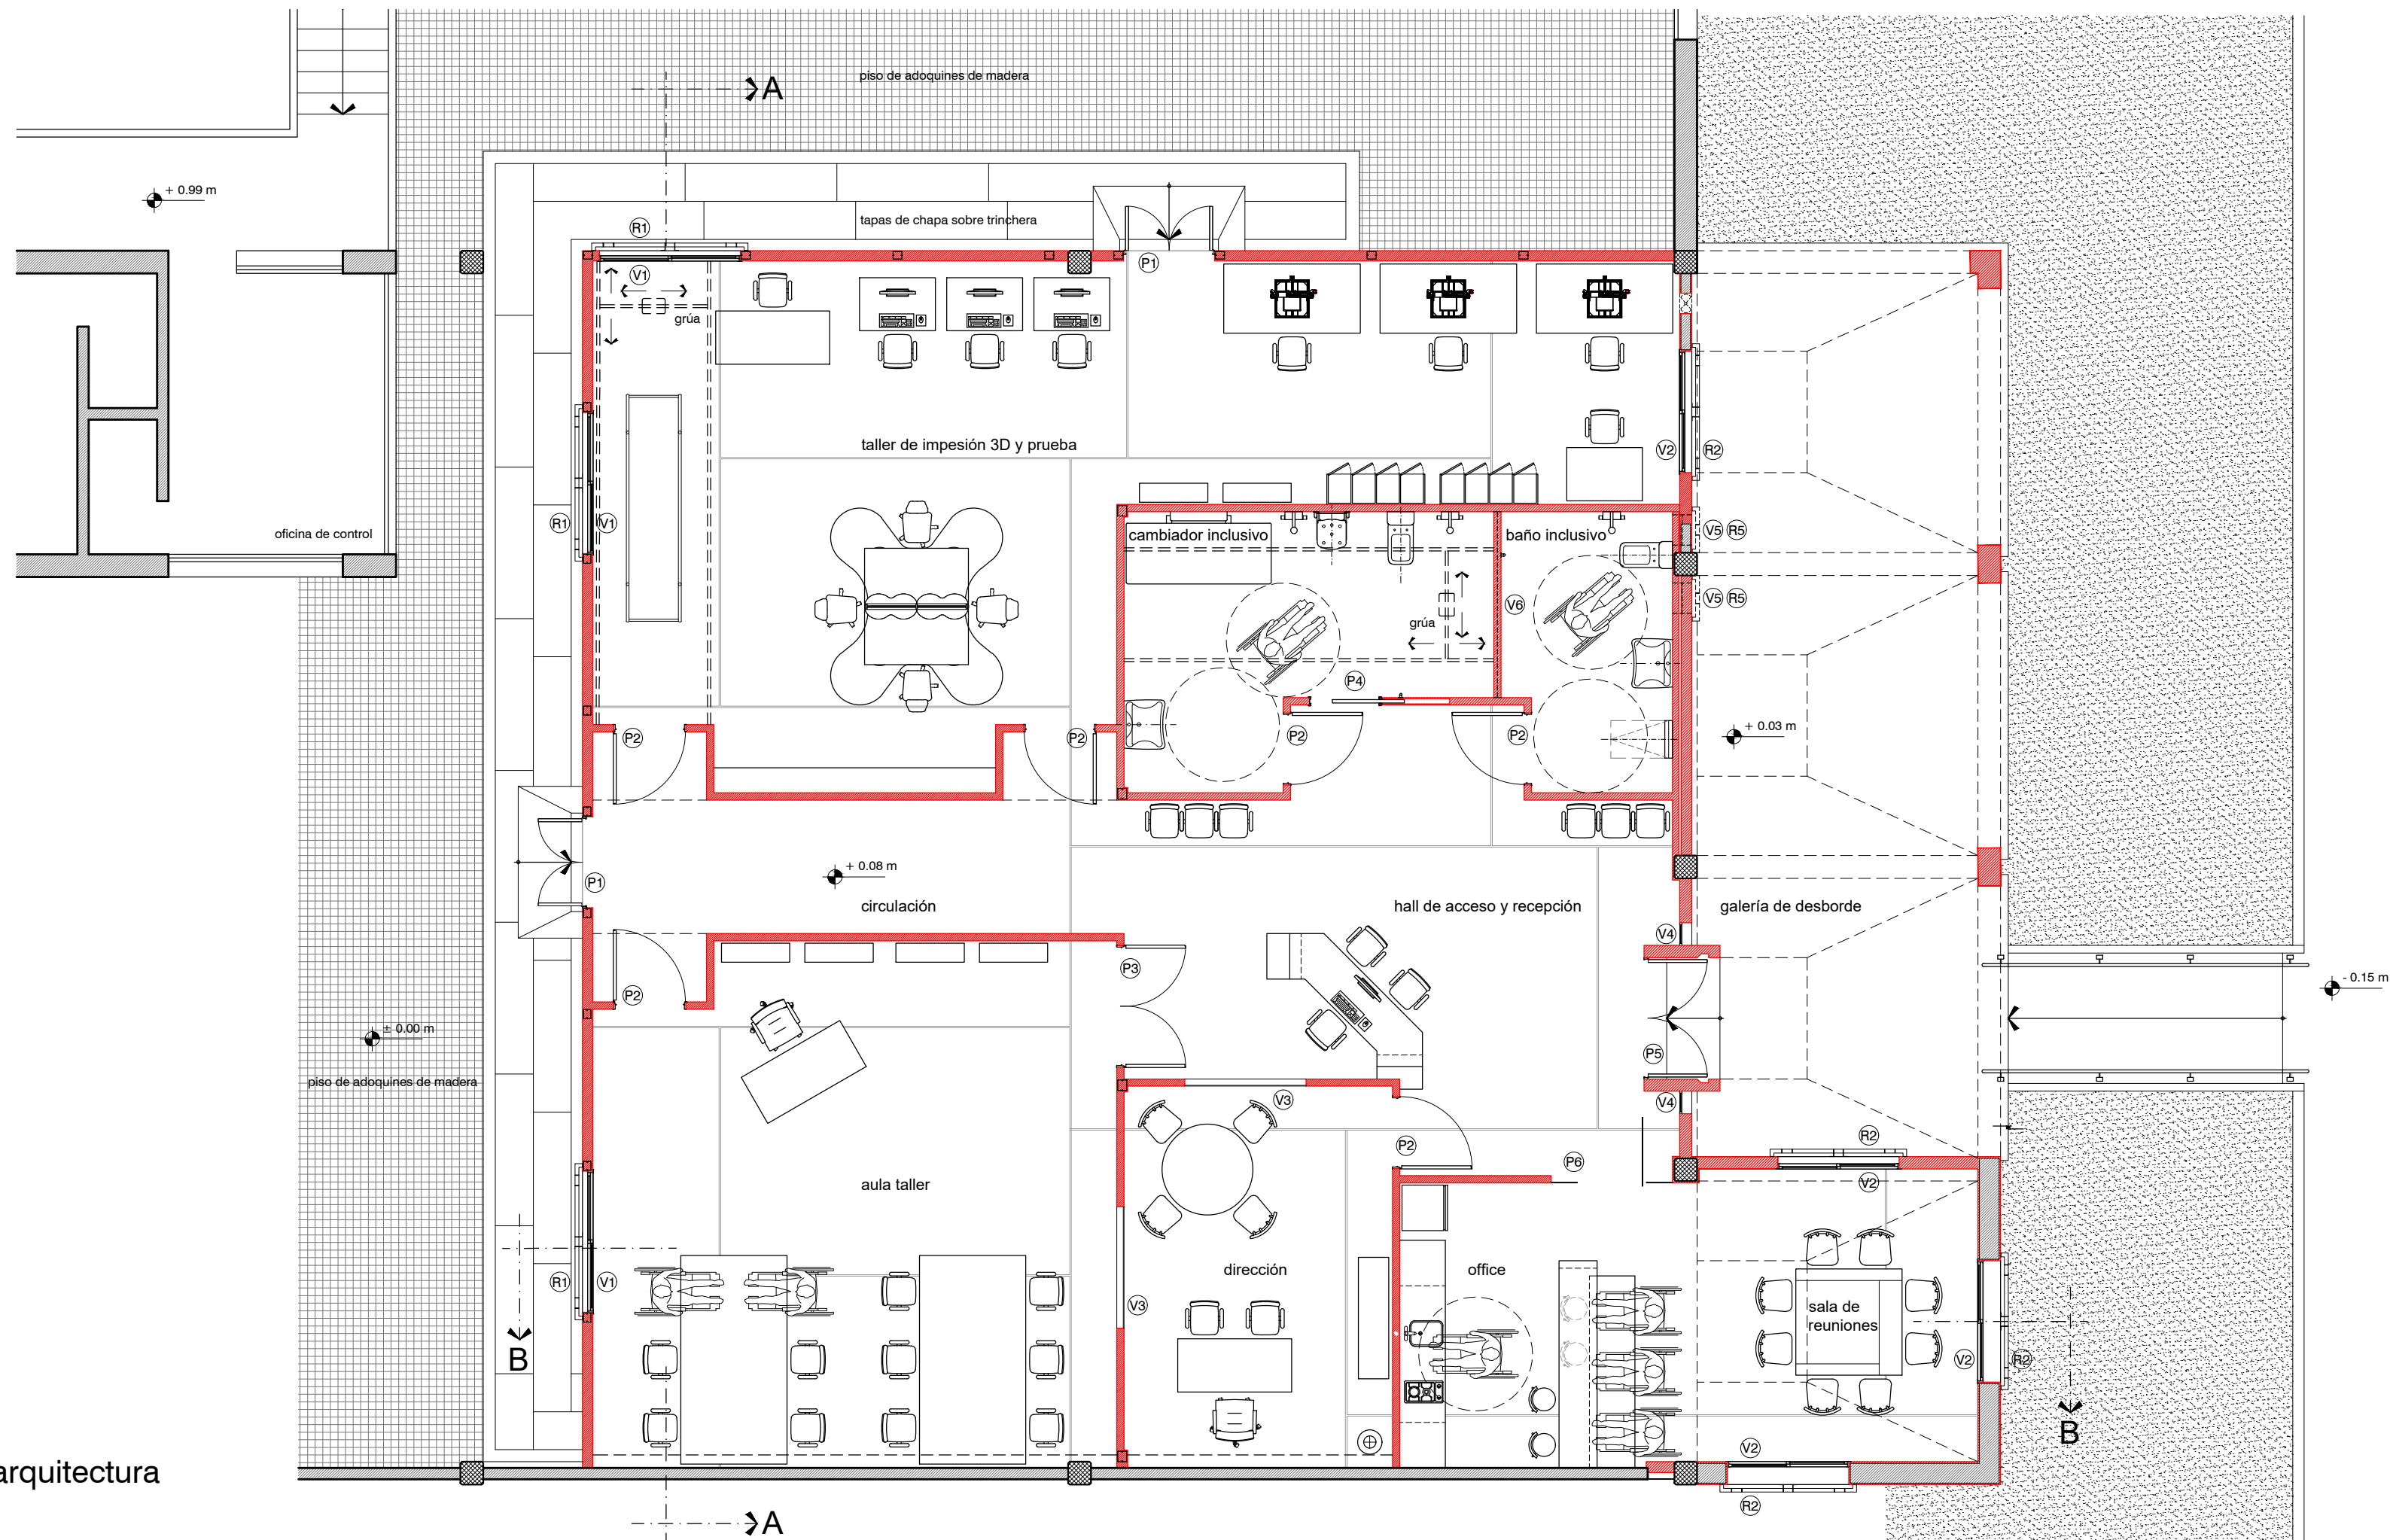 A
piso de adoquines de madera
+ 0.99 m
tapas de chapa sobre trinchera
R1
P1
V1
grúa
taller de impesión 3D y prueba
V2
R2
R1
V1
oficina de control
cambiador inclusivo
baño inclusivo
V5
R5
V5
R5
V6
grúa
P4
P2
P2
P2
P2
+ 0.03 m
+ 0.08 m
P1
circulación
hall de acceso y recepción
galería de desborde
V4
P3
P2
- 0.15 m
± 0.00 m
P5
piso de adoquines de madera
V3
V4
P2
P6
R2
V2
aula taller
dirección
office
R1
V1
V3
sala de
reuniones
B
V2
R2
B
V2
arquitectura
R2
A